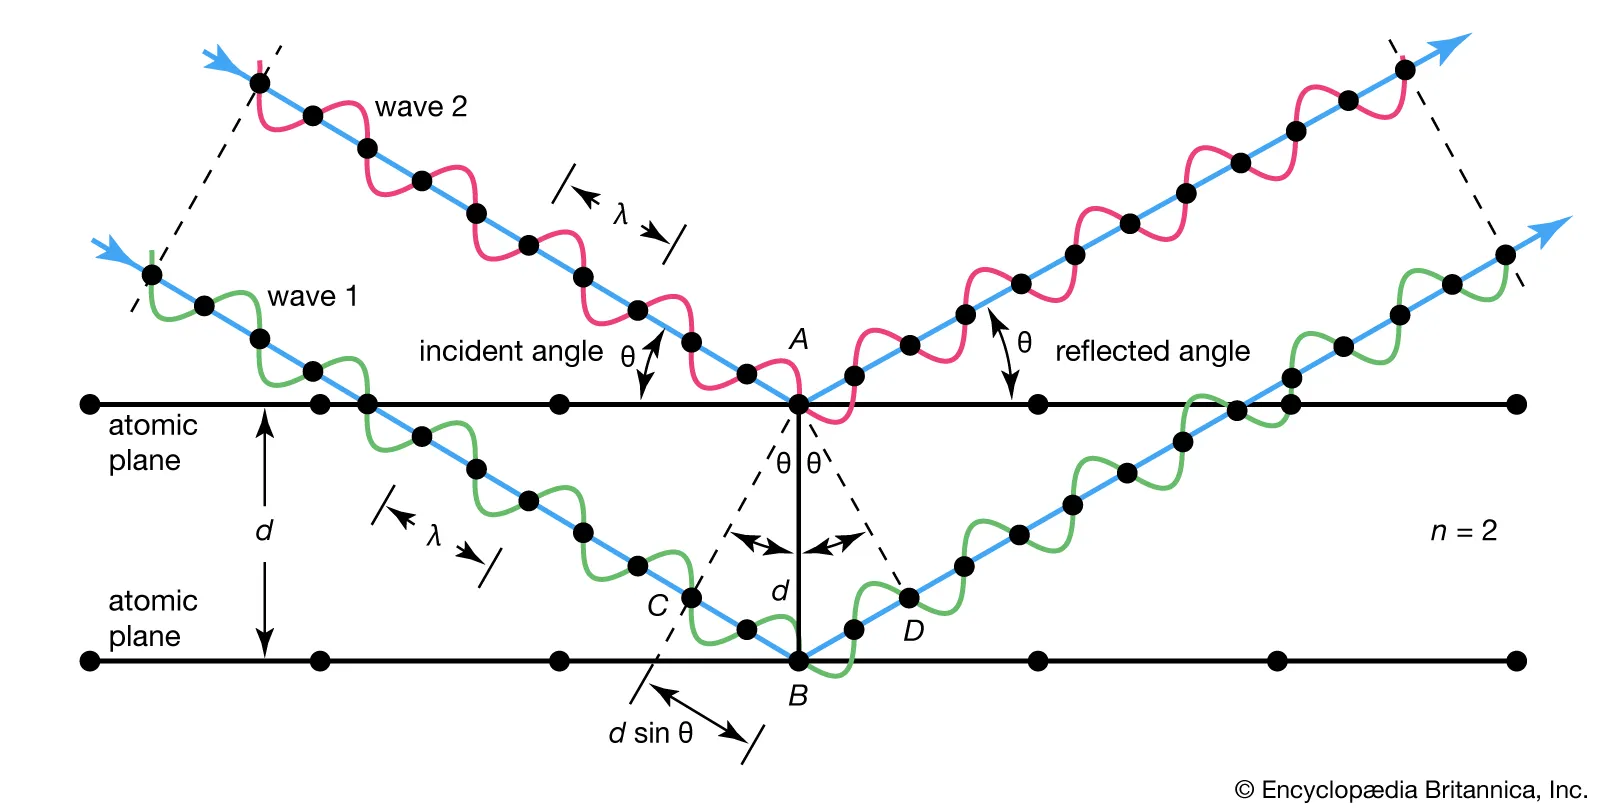 wave 2
λ
wave 1
A
incident angle θ
θ reflected angle
atomic
plane
θ θ
λ
d
n = 2
d
atomic
plane
C
D
B
d sin θ
© Encyclopædia Britannica, Inc.